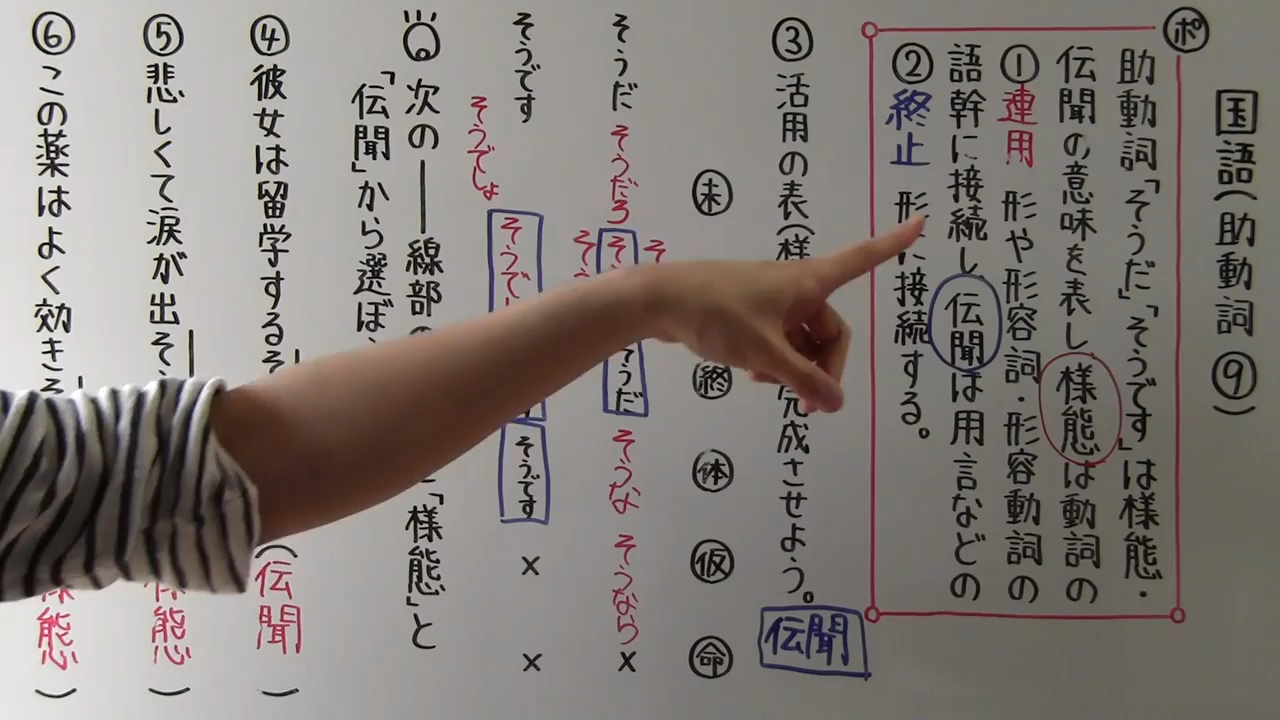 国語(助動詞⑨)
ポ
助動詞「そうだ」「そうです」は様態・
伝聞の意味を表し様態は動詞の
①連用形や形容詞・形容動詞の
語幹に接続し、伝聞は用言などの
②終止形に接続する。
③活用の表(様
完成させよう。
伝聞
未
終
体
仮
命
そうだ
そうだろ
そうだ
そうな
そうなら
×
そうです
そうでしょ
そうで
そうです
×
×
次の―線部
「様態」と
「伝聞」から選ぼ
④彼女は留学するそ
(伝聞)
⑤悲しくて涙が出そ
様態)
⑥この薬はよく効き
様態)